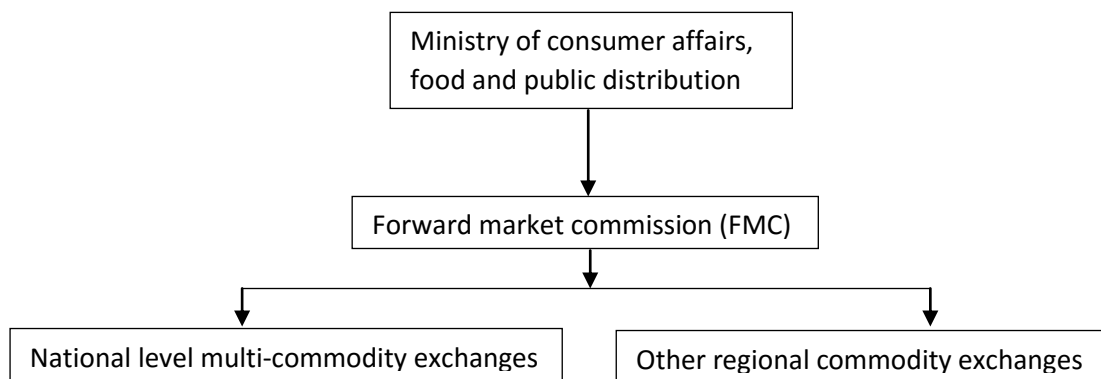 Ministry of consumer affairs,
food and public distribution
Forward market commission (FMC)
National level multi-commodity exchanges
Other regional commodity exchanges